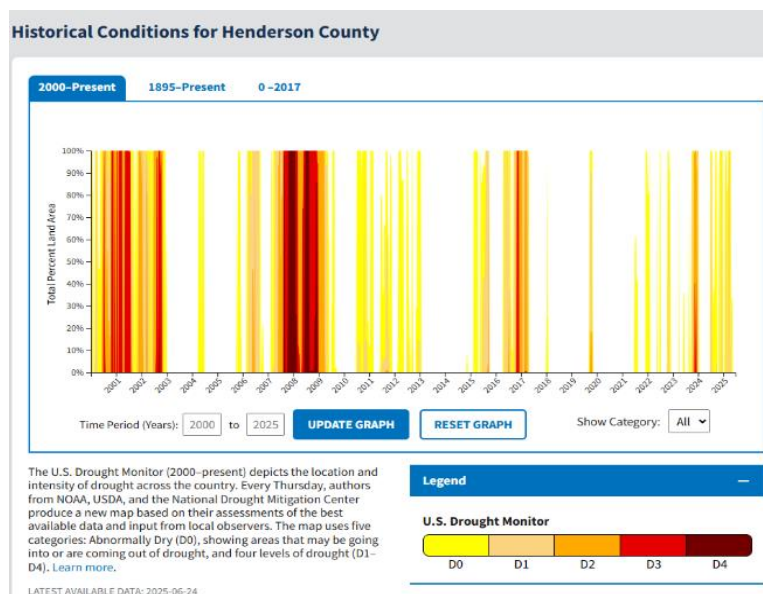 Historical Conditions for Henderson County
2000–Present 1895–Present 0 –2017
Total Percent Land Area
100%
90%
80%
70%
60%
50%
40%
30%
20%
10%
0%
2001 2002 2003 2004 2005 2006 2007 2008 2009 2010 2011 2012 2013 2014 2015 2016 2017 2018 2019 2020 2021 2022 2023 2024 2025
Time Period (Years): 2000 to 2025 UPDATE GRAPH RESET GRAPH Show Category: All
The U.S. Drought Monitor (2000–present) depicts the location and
intensity of drought across the country. Every Thursday, authors
from NOAA, USDA, and the National Drought Mitigation Center
produce a new map based on their assessments of the best
available data and input from local observers. The map uses five
categories: Abnormally Dry (D0), showing areas that may be going
into or are coming out of drought, and four levels of drought (D1–
D4). Learn more.
LATEST AVAILABLE DATA: 2025-06-24
Legend
U.S. Drought Monitor
D0 D1 D2 D3 D4